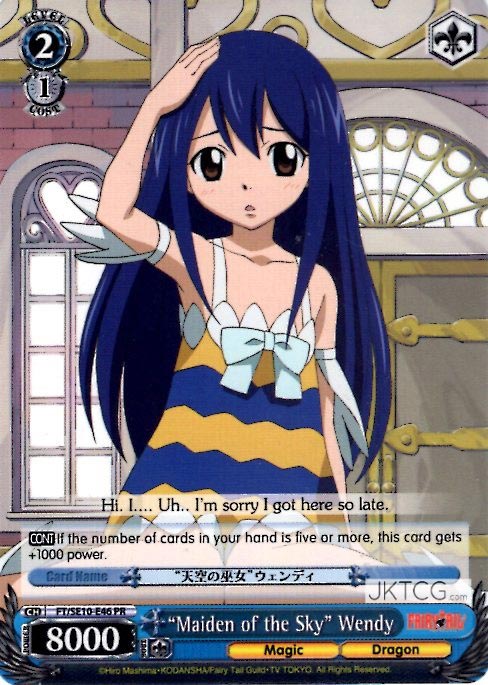 LEVEL
2
1
COST
Hi. I.... Uh.. I'm sorry I got here so late.
CONT If the number of cards in your hand is five or more, this card gets
+1000 power.
Card Name "天空の巫女"ウェンディ
JKTCG.com
CH FT/SE10-E46 PR
POWER 8000 "Maiden of the Sky" Wendy FAIRY TAIL
Magic Dragon
©Hiro Mashima・KODANSHA/Fairy Tail Guild・TV TOKYO. All Rights Reserved.